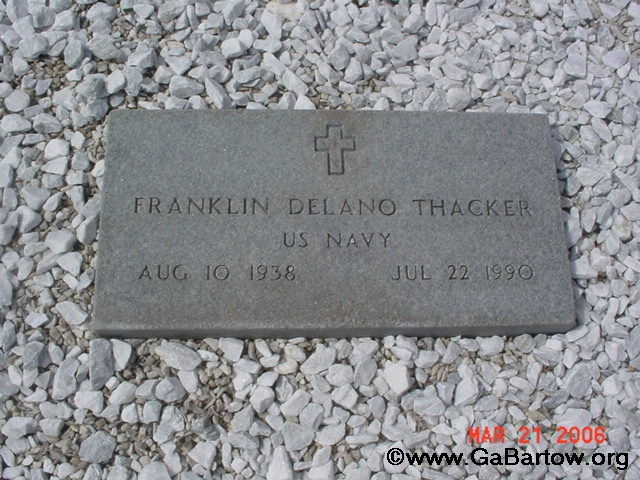 FRANKLIN DELANO THACKER
US NAVY
AUG 10 1938 JUL 22 1990
MAR 21 2006
©www.GaBartow.org